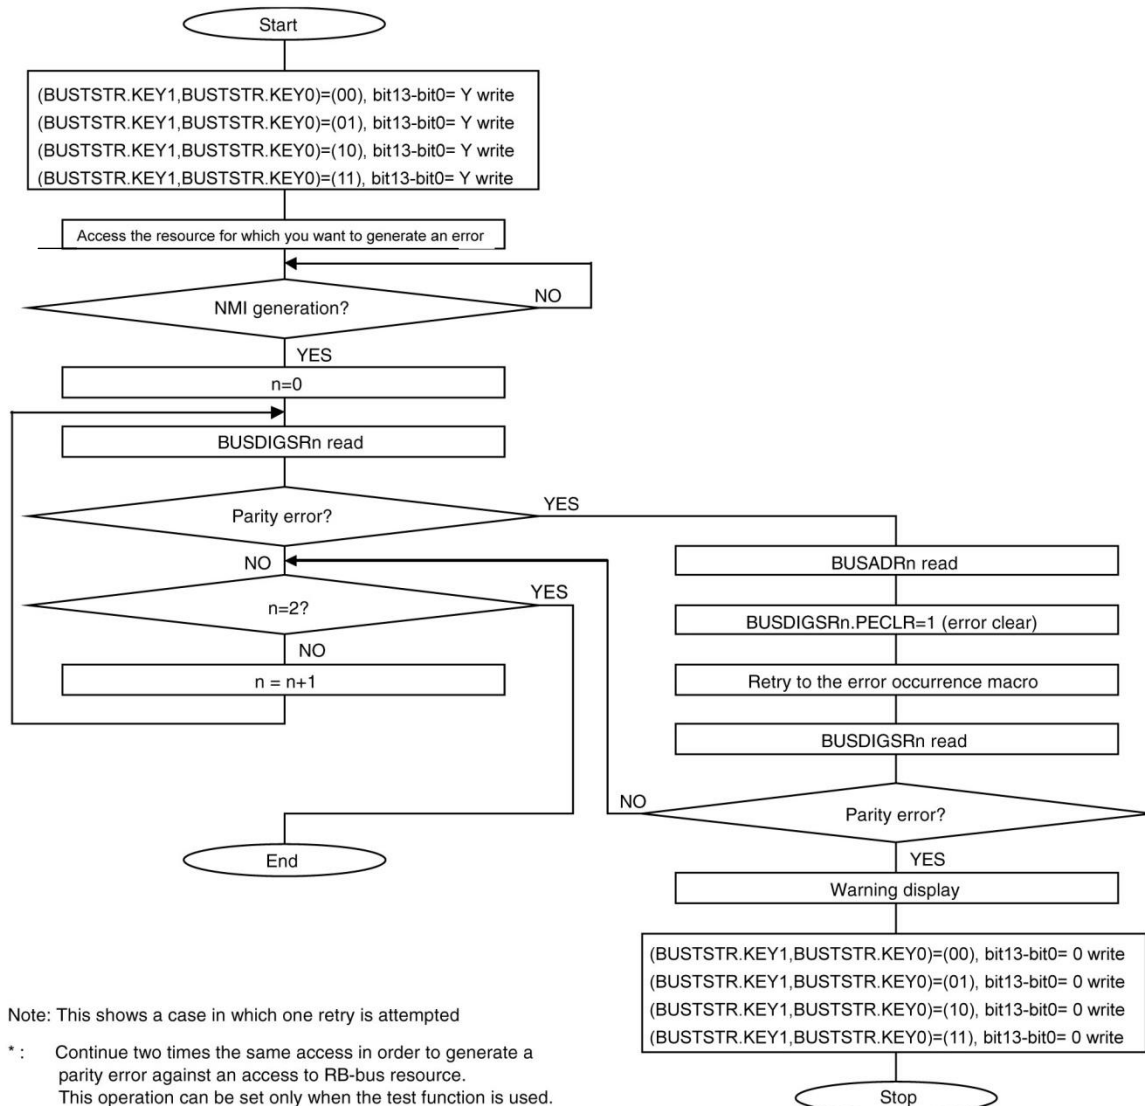 Start
(BUSTSTR.KEY1,BUSTSTR.KEY0)=(00), bit13-bit0= Y write
(BUSTSTR.KEY1,BUSTSTR.KEY0)=(01), bit13-bit0= Y write
(BUSTSTR.KEY1,BUSTSTR.KEY0)=(10), bit13-bit0= Y write
(BUSTSTR.KEY1,BUSTSTR.KEY0)=(11), bit13-bit0= Y write
Access the resource for which you want to generate an error
NMI generation?
NO
YES
n=0
BUSDIGSRn read
Parity error?
YES
NO
n=2?
YES
NO
n = n+1
End
BUSADRn read
BUSDIGSRn.PECLR=1 (error clear)
Retry to the error occurrence macro
BUSDIGSRn read
Parity error?
NO
YES
Warning display
(BUSTSTR.KEY1,BUSTSTR.KEY0)=(00), bit13-bit0= 0 write
(BUSTSTR.KEY1,BUSTSTR.KEY0)=(01), bit13-bit0= 0 write
(BUSTSTR.KEY1,BUSTSTR.KEY0)=(10), bit13-bit0= 0 write
(BUSTSTR.KEY1,BUSTSTR.KEY0)=(11), bit13-bit0= 0 write
Stop
Note: This shows a case in which one retry is attempted
* : Continue two times the same access in order to generate a
parity error against an access to RB-bus resource.
This operation can be set only when the test function is used.